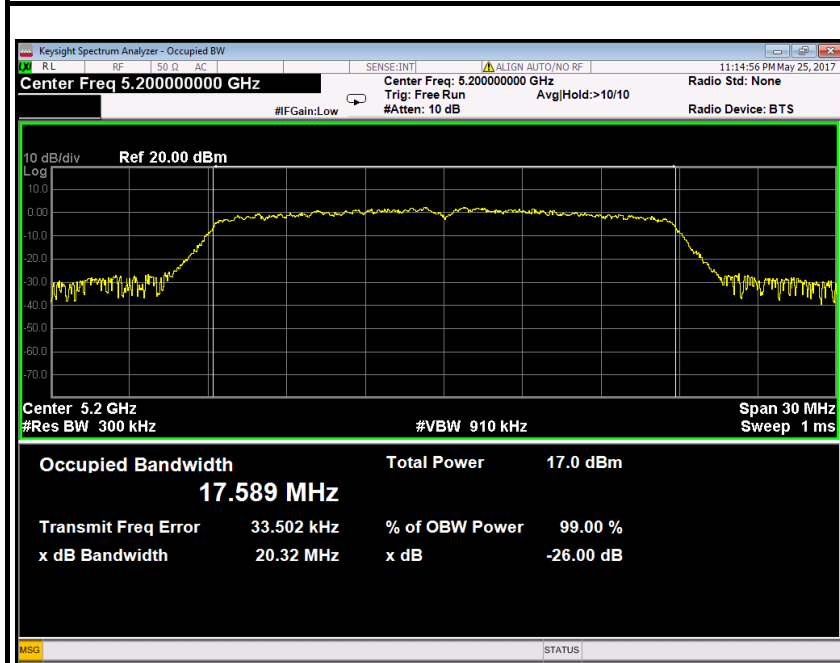 Keysight Spectrum Analyzer - Occupied BW
LXI RL RF 50 Ω AC SENSE:INT ALIGN AUTO/NO RF 11:14:56 PM May 25, 2017
Center Freq 5.200000000 GHz
Center Freq: 5.200000000 GHz Radio Std: None
Trig: Free Run Avg|Hold:>10/10
#IFGain:Low #Atten: 10 dB Radio Device: BTS
10 dB/div Ref 20.00 dBm
Log
10.0
0.00
-10.0
-20.0
-30.0
-40.0
-50.0
-60.0
-70.0
Center 5.2 GHz Span 30 MHz
#Res BW 300 kHz #VBW 910 kHz Sweep 1 ms
Occupied Bandwidth Total Power 17.0 dBm
17.589 MHz
Transmit Freq Error 33.502 kHz % of OBW Power 99.00 %
x dB Bandwidth 20.32 MHz x dB -26.00 dB
MSG STATUS